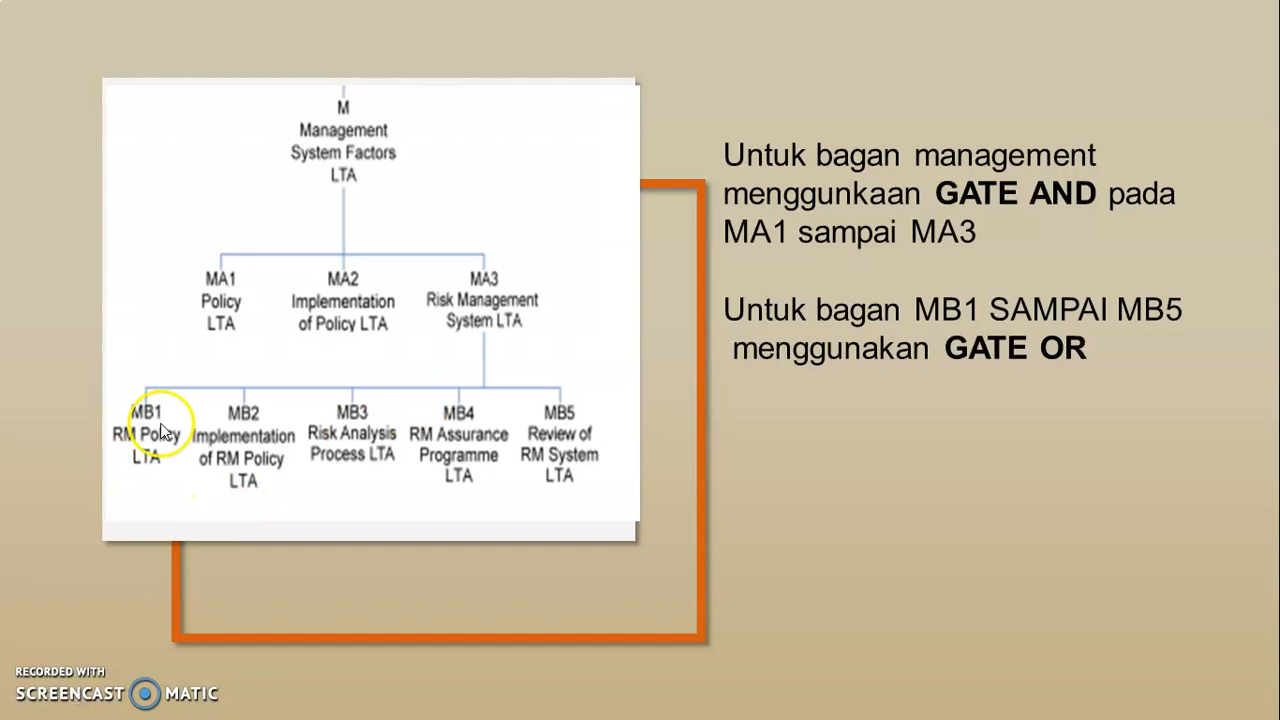 M
Management
System Factors
LTA
MA1
Policy
LTA
MA2
Implementation
of Policy LTA
MA3
Risk Management
System LTA
MB1
RM Policy
LTA
MB2
Implementation
of RM Policy
LTA
MB3
Risk Analysis
Process LTA
MB4
RM Assurance
Programme
LTA
MB5
Review of
RM System
LTA
Untuk bagan management
menggunkaan GATE AND pada
MA1 sampai MA3
Untuk bagan MB1 SAMPAI MB5
menggunakan GATE OR
RECORDED WITH
SCREENCAST MATIC